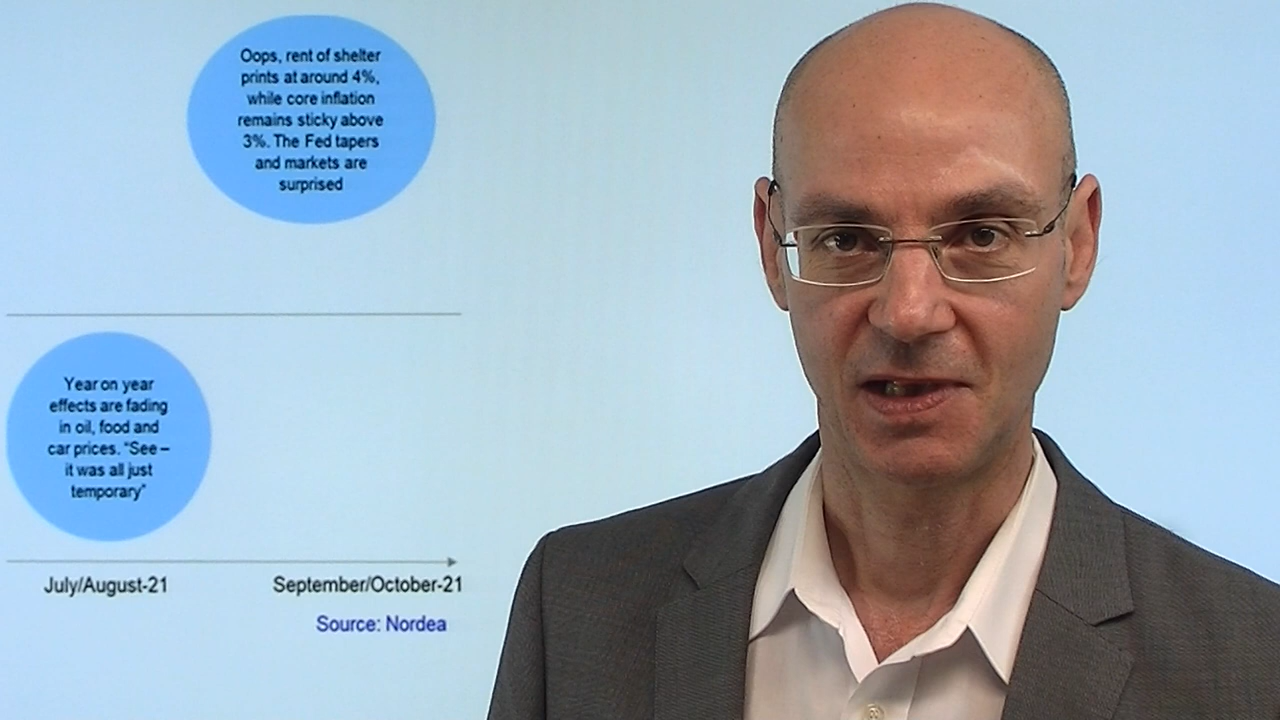 Oops, rent of shelter
prints at around 4%,
while core inflation
remains sticky above
3%. The Fed tapers
and markets are
surprised
Year on year
effects are fading
in oil, food and
car prices. “See –
it was all just
temporary”
July/August-21
September/October-21
Source: Nordea